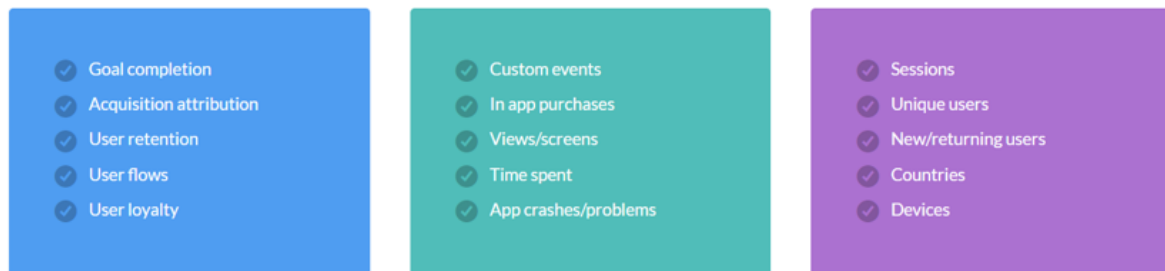 Goal completion
Acquisition attribution
User retention
User flows
User loyalty
Custom events
In app purchases
Views/screens
Time spent
App crashes/problems
Sessions
Unique users
New/returning users
Countries
Devices